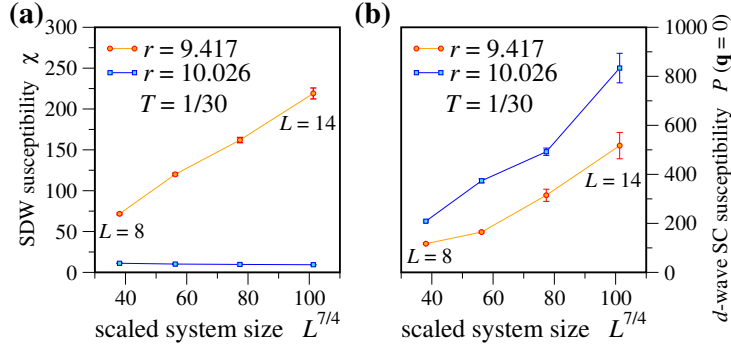 (a)
300
250
200
150
100
50
0
SDW susceptibility χ
r = 9.417
r = 10.026
T = 1/30
L = 14
L = 8
40 60 80 100
scaled system size L^{7/4}
(b)
r = 9.417
r = 10.026
T = 1/30
L = 14
L = 8
40 60 80 100
scaled system size L^{7/4}
1000
800
600
400
200
0
d-wave SC susceptibility P (q = 0)